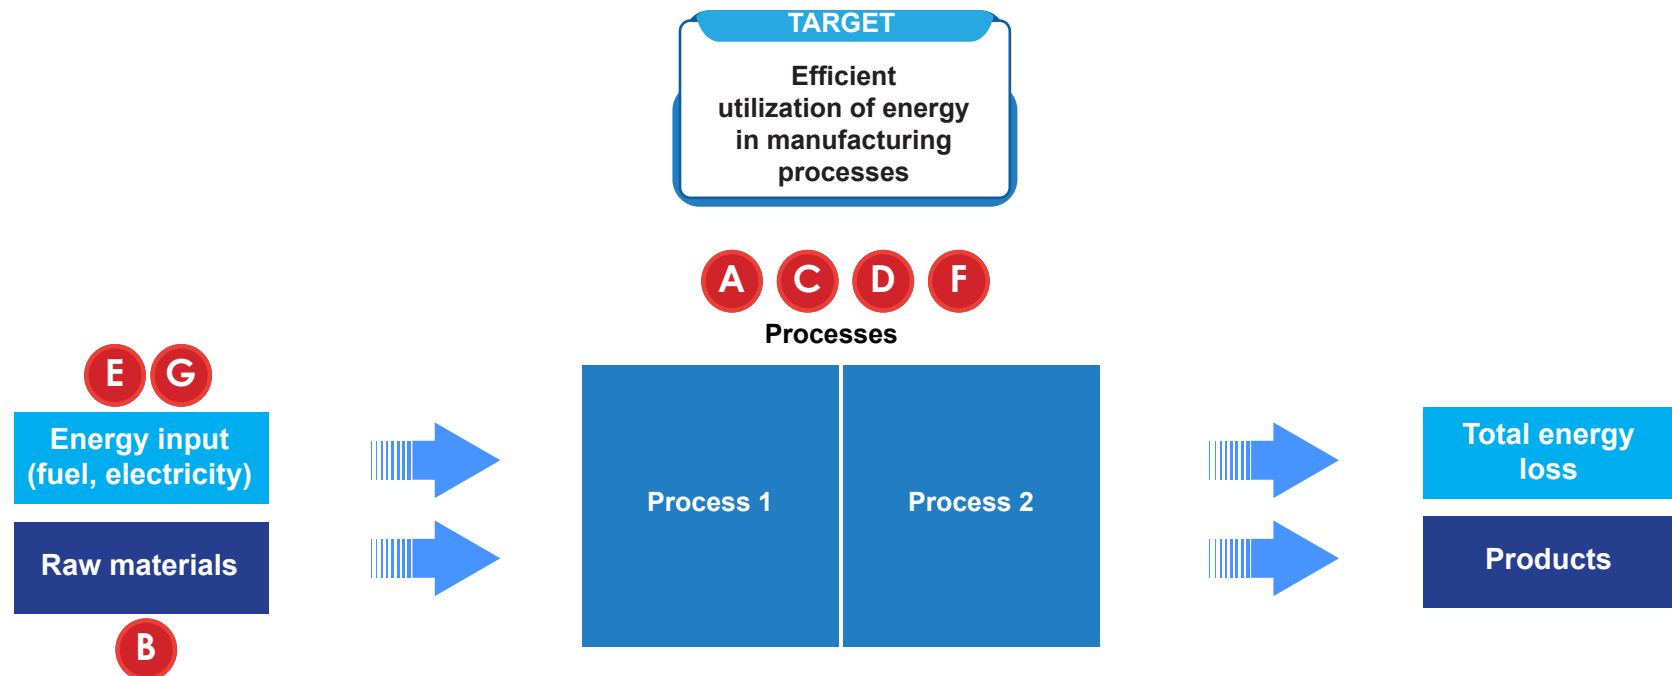 TARGET
Efficient
utilization of energy
in manufacturing
processes
A C D F
Processes
E G
Energy input
(fuel, electricity)
Raw materials
B
Process 1
Process 2
Total energy
loss
Products